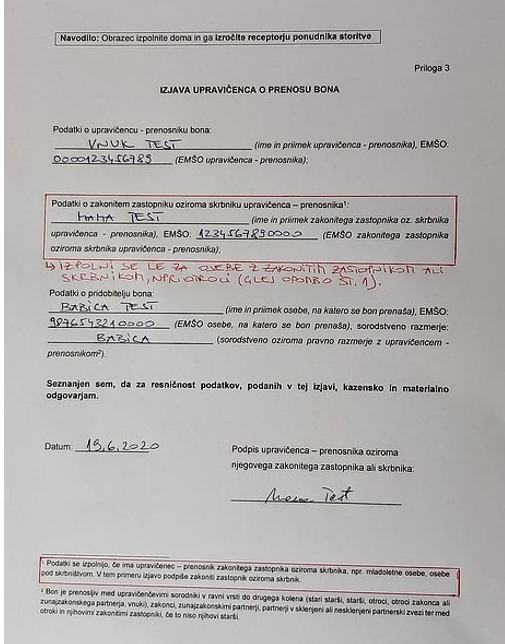 Navodilo: Obrazec izpolnite doma in ga izročite receptorju ponudnika storitve
Priloga 3
IZJAVA UPRAVIČENCA O PRENOSU BONA
Podatki o upravičencu - prenosniku bona:
VNUK TEST (ime in priimek upravičenca - prenosnika), EMŠO:
0000123456789 (EMŠO upravičenca - prenosnika);
Podatki o zakonitem zastopniku oziroma skrbniku upravičenca – prenosnika¹:
MAMA TEST (ime in priimek zakonitega zastopnika oz. skrbnika
upravičenca - prenosnika), EMŠO: 1234567890000 (EMŠO zakonitega zastopnika
oziroma skrbnika upravičenca - prenosnika);
↳ IZPOLNI SE LE ZA OSEBE Z ZAKONITIM ZASTOPNIKOM ALI
SKRBNIKOM, NPR. OTROCI (GLEJ OPOMBO ŠT. 1).
Podatki o pridobitelju bona:
BABICA TEST (ime in priimek osebe, na katero se bon prenaša), EMŠO:
9876543210000 (EMŠO osebe, na katero se bon prenaša), sorodstveno razmerje:
BABICA (sorodstveno oziroma pravno razmerje z upravičencem -
prenosnikom²).
Seznanjen sem, da za resničnost podatkov, podanih v tej izjavi, kazensko in materialno
odgovarjam.
Datum: 19.6.2020
Podpis upravičenca – prenosnika oziroma
njegovega zakonitega zastopnika ali skrbnika:
Mama Test
¹ Podatki se izpolnijo, če ima upravičenec – prenosnik zakonitega zastopnika oziroma skrbnika, npr. mladoletne osebe, osebe
pod skrbništvom. V tem primeru izjavo podpiše zakoniti zastopnik oziroma skrbnik.
² Bon je prenosljiv med upravičenčevimi sorodniki v ravni vrsti do drugega kolena (stari starši, starši, otroci, otroci zakonca ali
zunajzakonskega partnerja, vnuki), zakonci, zunajzakonskimi partnerji, partnerji v sklenjeni ali nesklenjeni partnerski zvezi ter med
otroki in njihovimi zakonitimi zastopniki, če to niso njihovi starši.